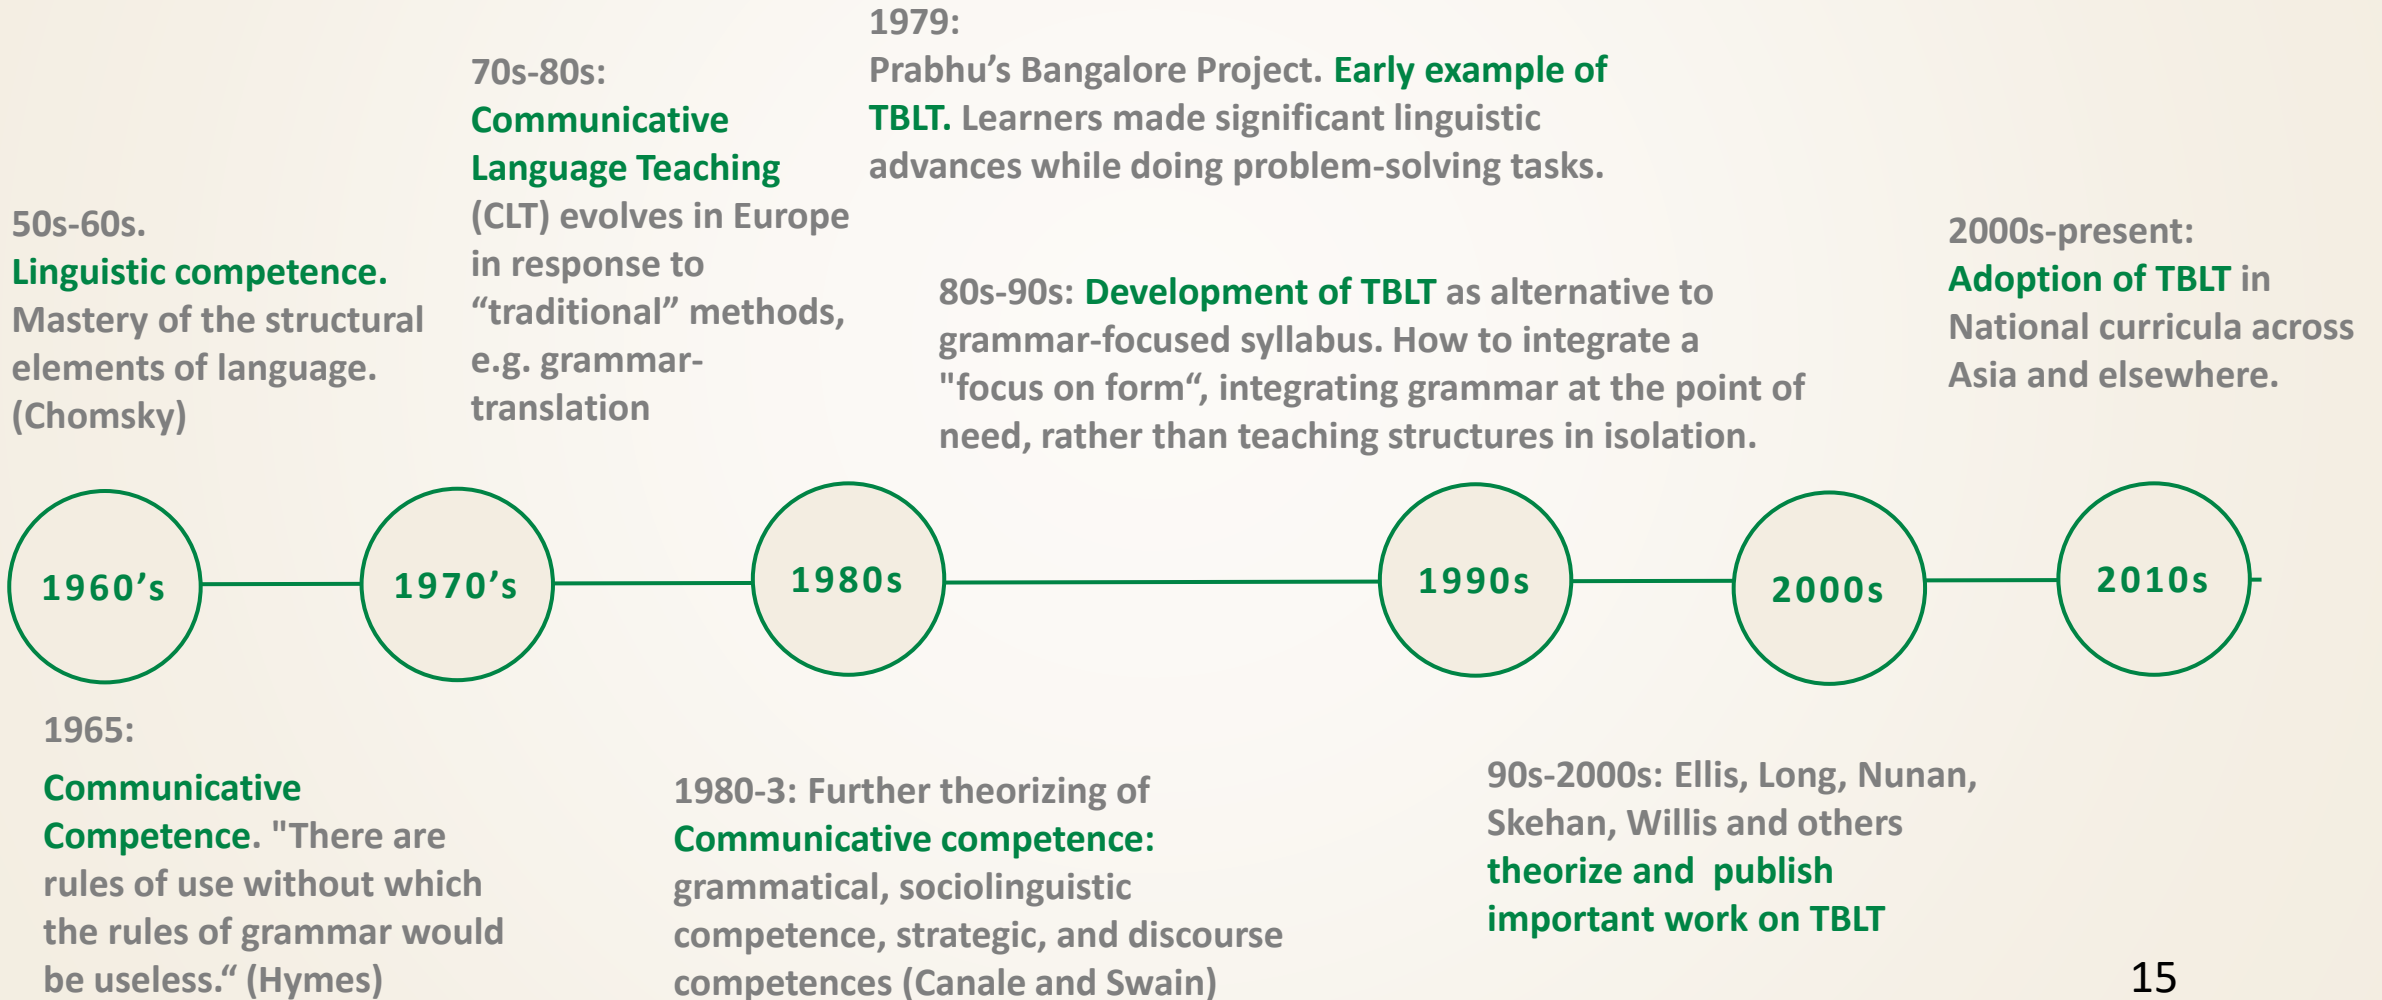 50s-60s.
Linguistic competence.
Mastery of the structural
elements of language.
(Chomsky)
70s-80s:
Communicative
Language Teaching
(CLT) evolves in Europe
in response to
“traditional” methods,
e.g. grammar-
translation
1979:
Prabhu’s Bangalore Project. Early example of
TBLT. Learners made significant linguistic
advances while doing problem-solving tasks.
80s-90s: Development of TBLT as alternative to
grammar-focused syllabus. How to integrate a
"focus on form“, integrating grammar at the point of
need, rather than teaching structures in isolation.
2000s-present:
Adoption of TBLT in
National curricula across
Asia and elsewhere.
1960’s
1970’s
1980s
1990s
2000s
2010s
1965:
Communicative
Competence. "There are
rules of use without which
the rules of grammar would
be useless.“ (Hymes)
1980-3: Further theorizing of
Communicative competence:
grammatical, sociolinguistic
competence, strategic, and discourse
competences (Canale and Swain)
90s-2000s: Ellis, Long, Nunan,
Skehan, Willis and others
theorize and  publish
important work on TBLT
15